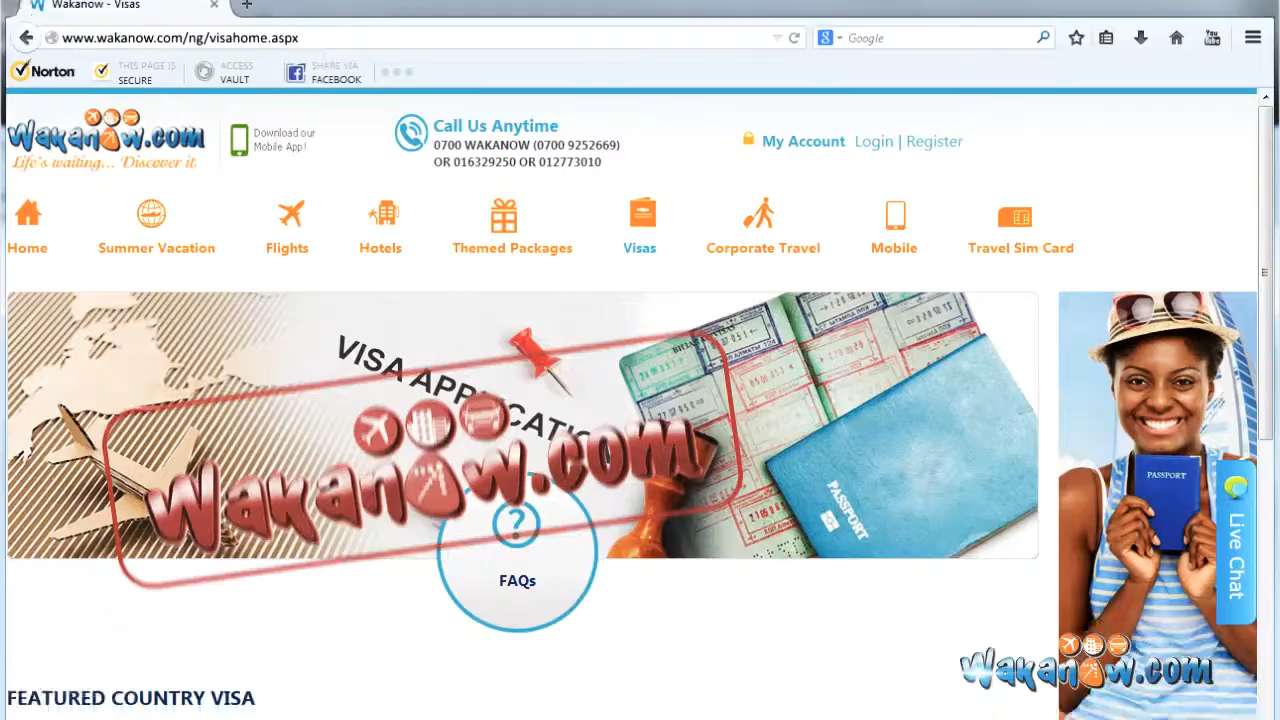 Wakanow - Visas
www.wakanow.com/ng/visahome.aspx
Google
Norton
THIS PAGE IS
SECURE
ACCESS
VAULT
SHARE VIA
FACEBOOK
Wakanow.com
Life's waiting... Discover it.
Download our
Mobile App!
Call Us Anytime
0700 WAKANOW (0700 9252669)
OR 016329250 OR 012773010
My Account Login | Register
Home
Summer Vacation
Flights
Hotels
Themed Packages
Visas
Corporate Travel
Mobile
Travel Sim Card
VISA APPLICATIO
Wakanow.com
PASSPORT
PASSPORT
?
FAQs
Live Chat
Wakanow.com
FEATURED COUNTRY VISA